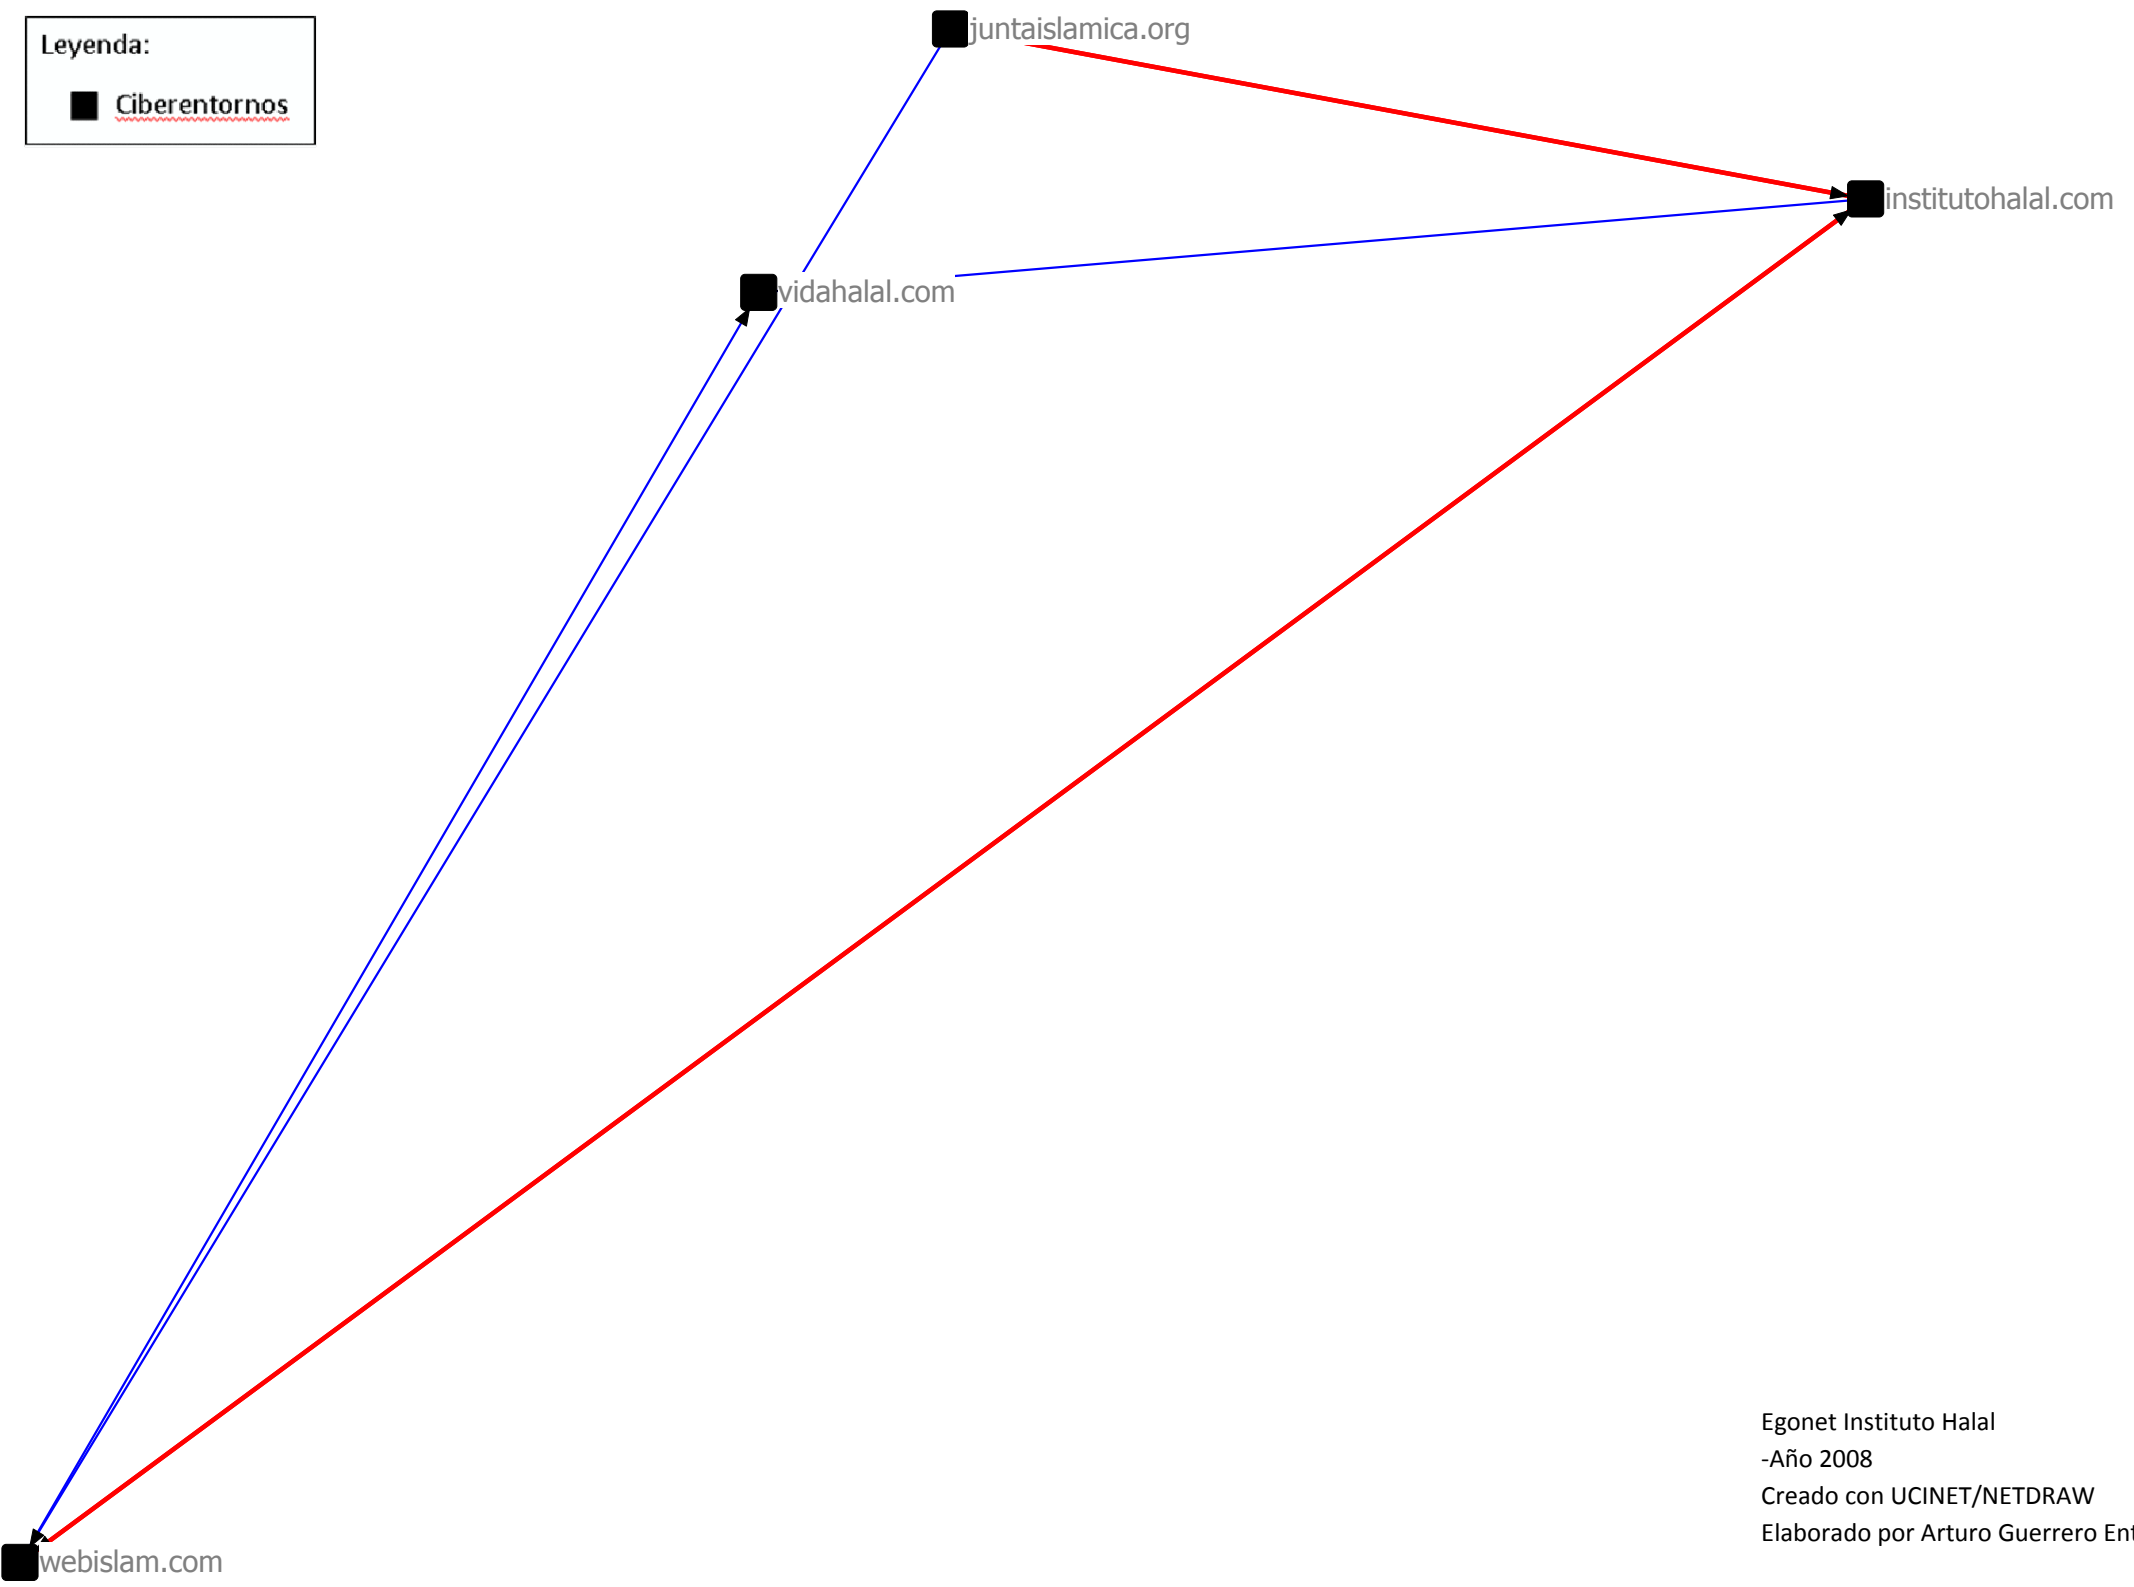 Leyenda:
Ciberentornos
juntaislamica.org
institutohalal.com
vidahalal.com
webislam.com
Egonet Instituto Halal
-Año 2008
Creado con UCINET/NETDRAW
Elaborado por Arturo Guerrero